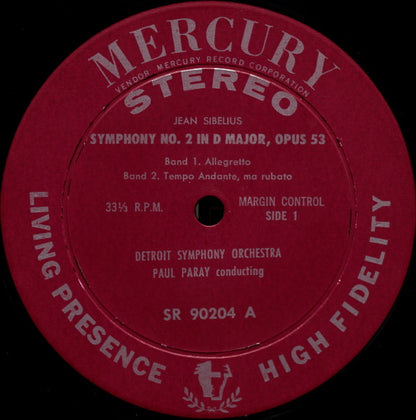 MERCURY
VENDOR: MERCURY RECORD CORPORATION
STEREO
JEAN SIBELIUS
SYMPHONY NO. 2 IN D MAJOR, OPUS 53
Band 1. Allegretto
Band 2. Tempo Andante, ma rubato
33⅓ R.P.M.
MARGIN CONTROL
SIDE 1
DETROIT SYMPHONY ORCHESTRA
PAUL PARAY conducting
SR 90204 A
LIVING PRESENCE
HIGH FIDELITY